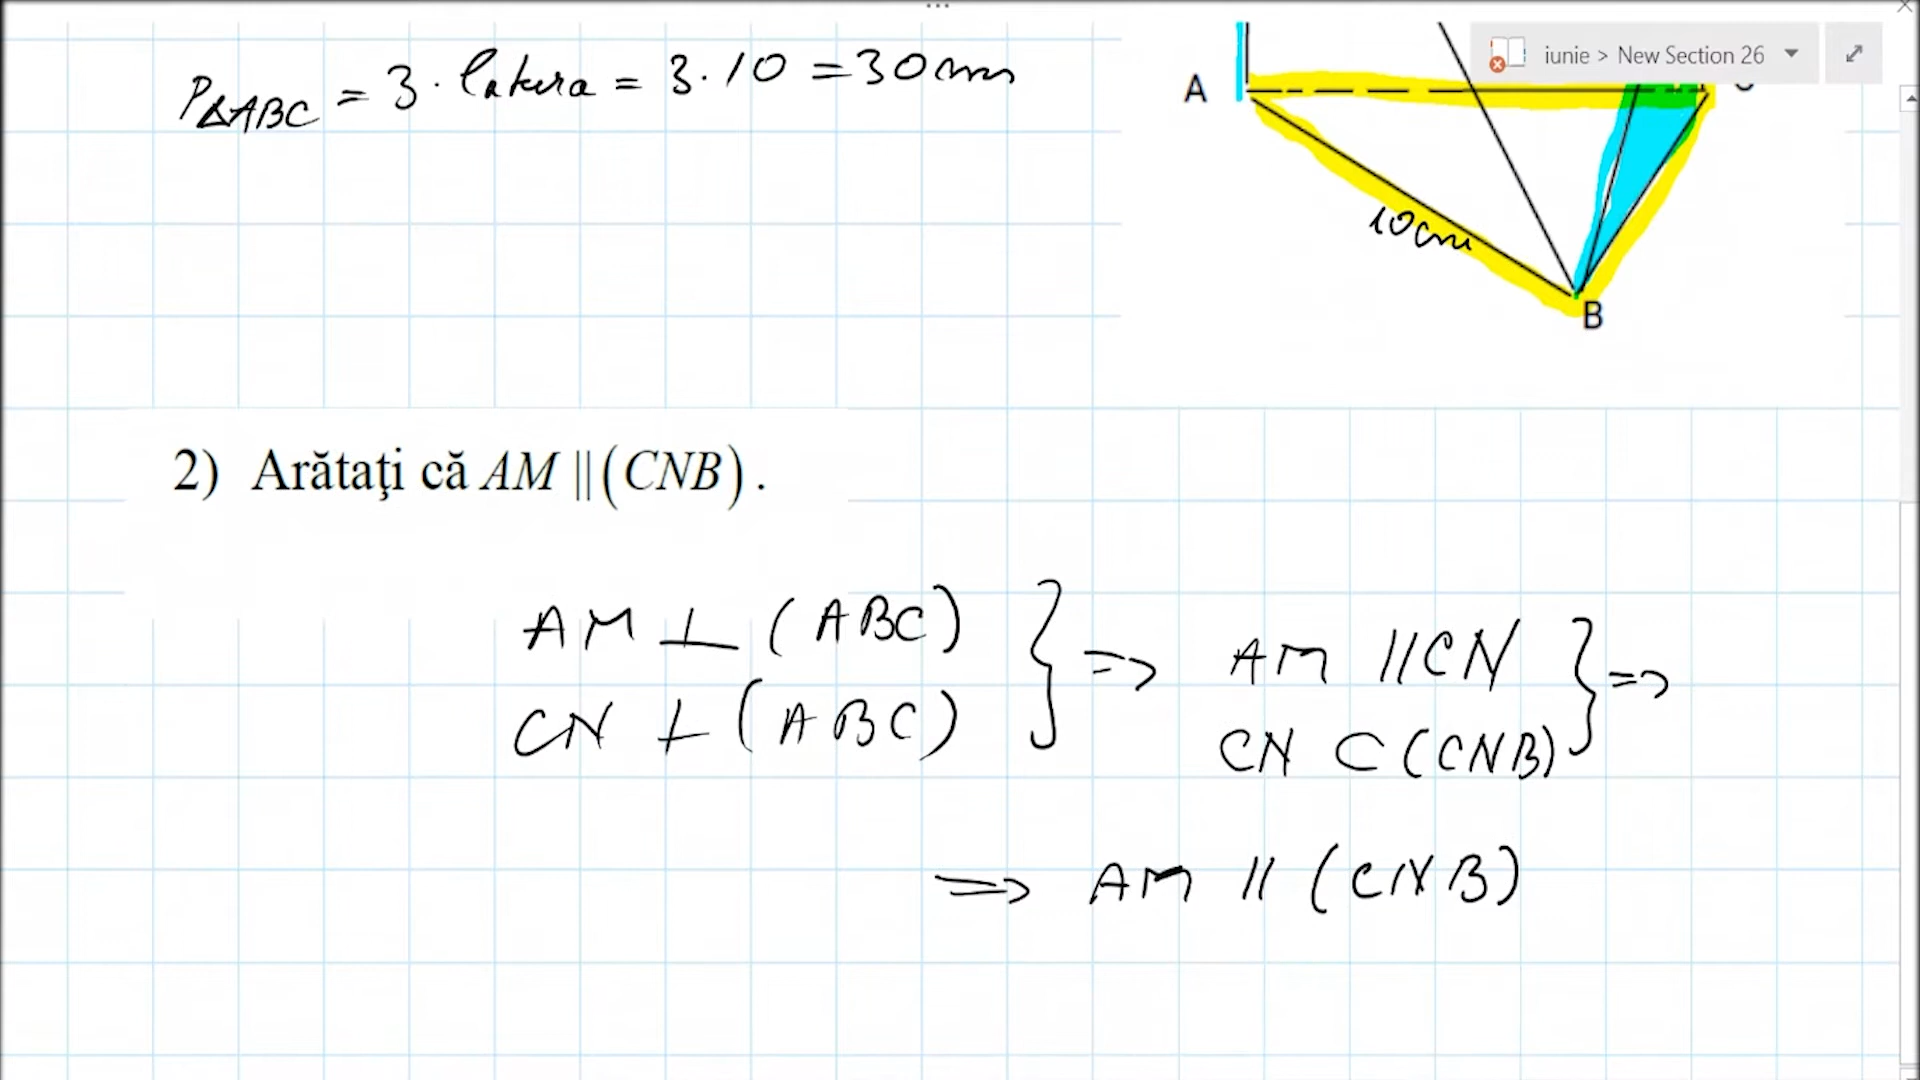 iunie > New Section 26
P△ABC = 3 · latura = 3 · 10 = 30 cm
A
10 cm
B
2) Arătaţi că AM || (CNB).
AM ⊥ (ABC)
CN ⊥ (ABC) } => AM // CN
CN ⊂ (CNB) } =>
=> AM // (CNB)